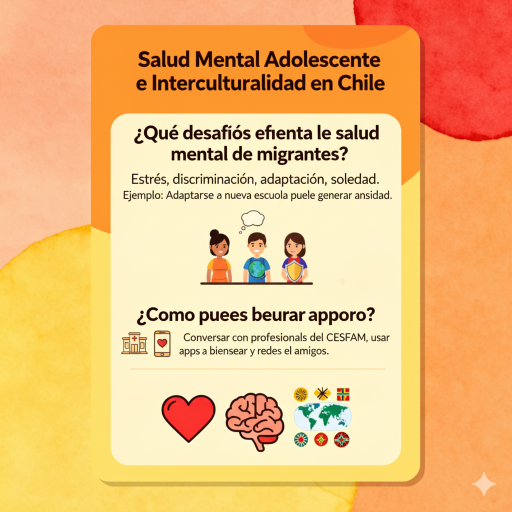 Salud Mental Adolescente
e Interculturalidad en Chile
¿Qué desafiós efienta le salud
mental de migrantes?
Estrés, discriminación, adaptación, soledad.
Ejemplo: Adaptarse a nueva escuola puele generar ansidad.
¿Como puees beurar apporo?
Conversar con profesionals del CESFAM, usar
apps a biensear y redes el amigos.